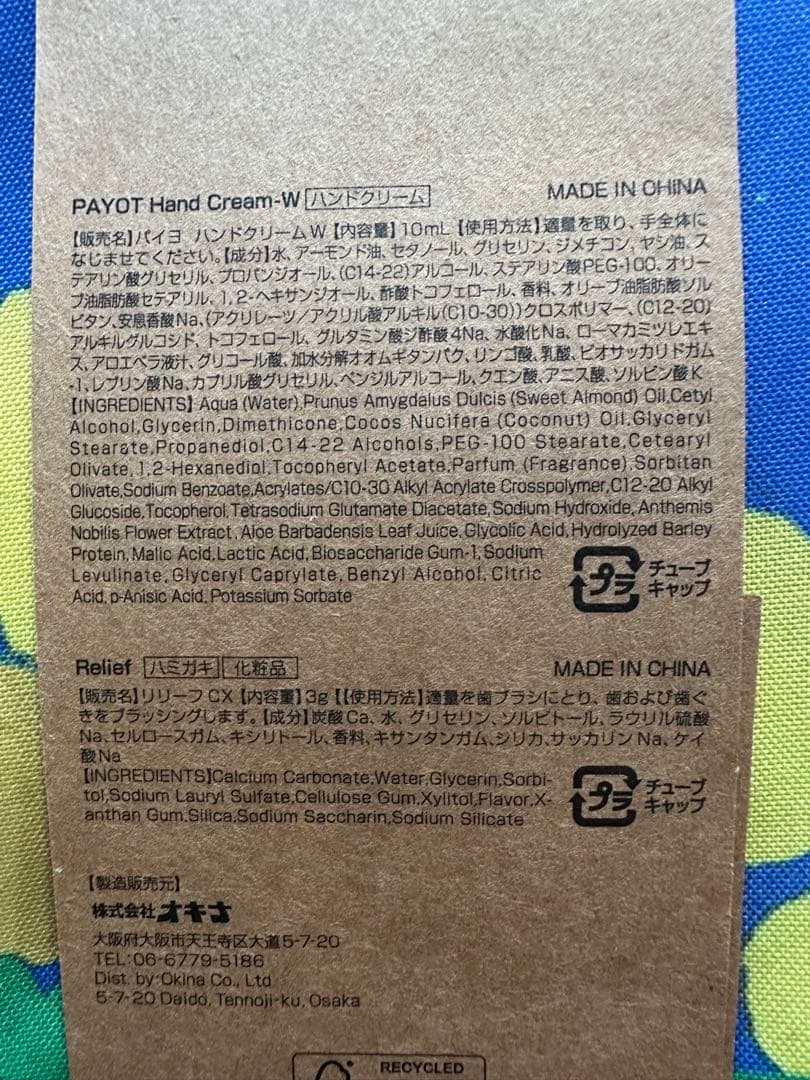 PAYOT Hand Cream-W ハンドクリーム MADE IN CHINA
【販売名】パイヨ ハンドクリームW【内容量】10mL【使用方法】適量を取り、手全体に
なじませてください。【成分】水、アーモンド油、セタノール、グリセリン、ジメチコン、ヤシ油、ス
テアリン酸グリセリル、プロパンジオール、(C14-22)アルコール、ステアリン酸PEG-100、オリー
ブ油脂肪酸セテアリル、1,2-ヘキサンジオール、酢酸トコフェロール、香料、オリーブ油脂肪酸ソル
ビタン、安息香酸Na、(アクリレーツ/アクリル酸アルキル(C10-30))クロスポリマー、(C12-20)
アルキルグルコシド、トコフェロール、グルタミン酸ジ酢酸4Na、水酸化Na、ローマカミツレエキ
ス、アロエベラ液汁、グリコール酸、加水分解オオムギタンパク、リンゴ酸、乳酸、ビオサッカリドガム
-1、レブリン酸Na、カプリル酸グリセリル、ベンジルアルコール、クエン酸、アニス酸、ソルビン酸K
【INGREDIENTS】Aqua (Water),Prunus Amygdalus Dulcis (Sweet Almond) Oil,Cetyl
Alcohol,Glycerin,Dimethicone,Cocos Nucifera (Coconut) Oil,Glyceryl
Stearate,Propanediol,C14-22 Alcohols,PEG-100 Stearate,Cetearyl
Olivate,1,2-Hexanediol,Tocopheryl Acetate,Parfum (Fragrance),Sorbitan
Olivate,Sodium Benzoate,Acrylates/C10-30 Alkyl Acrylate Crosspolymer,C12-20 Alkyl
Glucoside,Tocopherol,Tetrasodium Glutamate Diacetate,Sodium Hydroxide,Anthemis
Nobilis Flower Extract,Aloe Barbadensis Leaf Juice,Glycolic Acid,Hydrolyzed Barley
Protein,Malic Acid,Lactic Acid,Biosaccharide Gum-1,Sodium
Levulinate,Glyceryl Caprylate,Benzyl Alcohol,Citric
Acid,p-Anisic Acid,Potassium Sorbate
プラ チューブ
キャップ
Relief ハミガキ 化粧品 MADE IN CHINA
【販売名】リリーフCX【内容量】3g【【使用方法】適量を歯ブラシにとり、歯および歯ぐ
きをブラッシングします。【成分】炭酸Ca、水、グリセリン、ソルビトール、ラウリル硫酸
Na、セルロースガム、キシリトール、香料、キサンタンガム、シリカ、サッカリンNa、ケイ
酸Na
【INGREDIENTS】Calcium Carbonate,Water,Glycerin,Sorbi-
tol,Sodium Lauryl Sulfate,Cellulose Gum,Xylitol,Flavor,X-
anthan Gum,Silica,Sodium Saccharin,Sodium Silicate
プラ チューブ
キャップ
【製造販売元】
株式会社オキナ
大阪府大阪市天王寺区大道5-7-20
TEL:06-6779-5186
Dist. by:Okina Co., Ltd
5-7-20 Daido, Tennoji-ku, Osaka
RECYCLED